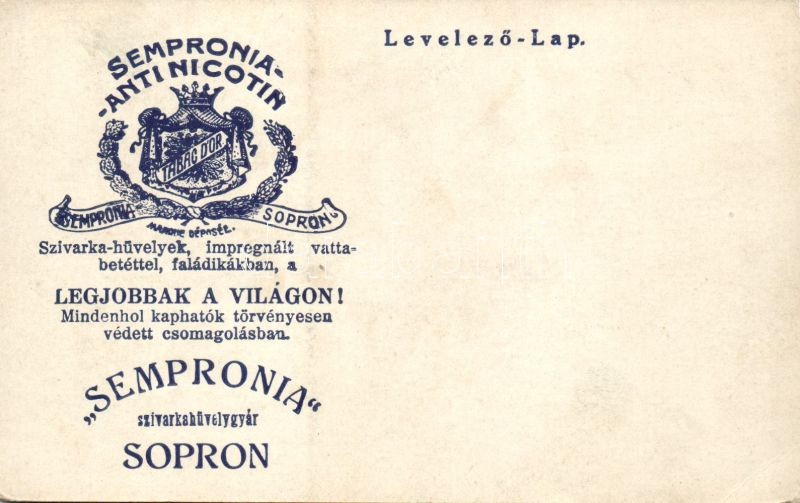 Levelező-Lap.
SEMPRONIA-
-ANTI NICOTIN
TABAC D'OR
SEMPRONIA SOPRON
MARQUE DÉPOSÉE.
Szivarka-hüvelyek, impregnált vatta-
betéttel, faládikákban, a
LEGJOBBAK A VILÁGON!
Mindenhol kaphatók törvényesen
védett csomagolásban.
„SEMPRONIA“
szivarkahüvelygyár
SOPRON